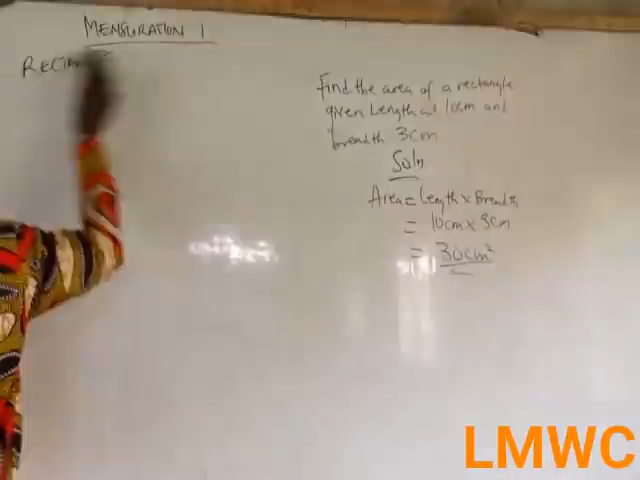 MENSURATION 1
Find the area of a rectangle
given Length as 10cm and
breadth 3cm
Soln
Area = Length x Breadth
= 10cm x 3cm
= 30cm²
LMWC